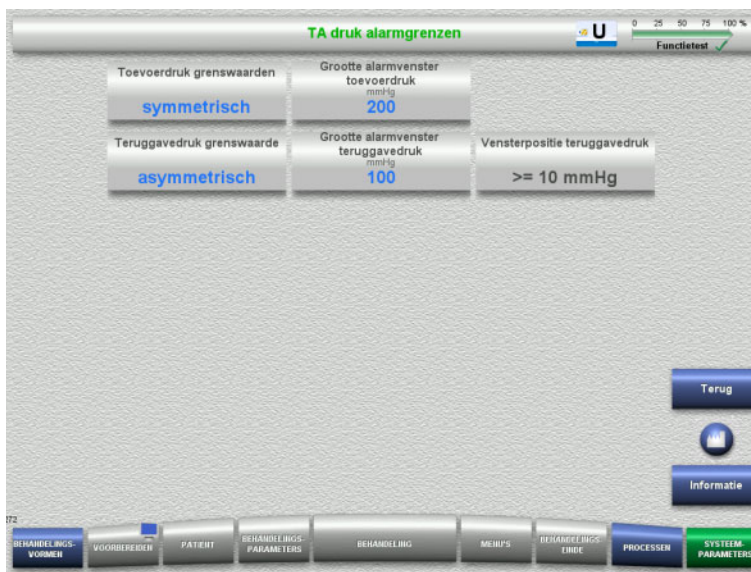 TA druk alarmgrenzen
U
0 25 50 75 100 %
Functietest
Toevoerdruk grenswaarden
symmetrisch
Grootte alarmvenster
toevoerdruk
mmHg
200
Teruggavedruk grenswaarde
asymmetrisch
Grootte alarmvenster
teruggavedruk
mmHg
100
Vensterpositie teruggavedruk
>= 10 mmHg
Terug
Informatie
272
BEHANDELINGS-
VORMEN
VOORBEREIDEN
PATIENT
BEHANDELINGS-
PARAMETERS
BEHANDELING
MENU'S
BEHANDELINGS
EINDE
PROCESSEN
SYSTEEM-
PARAMETERS